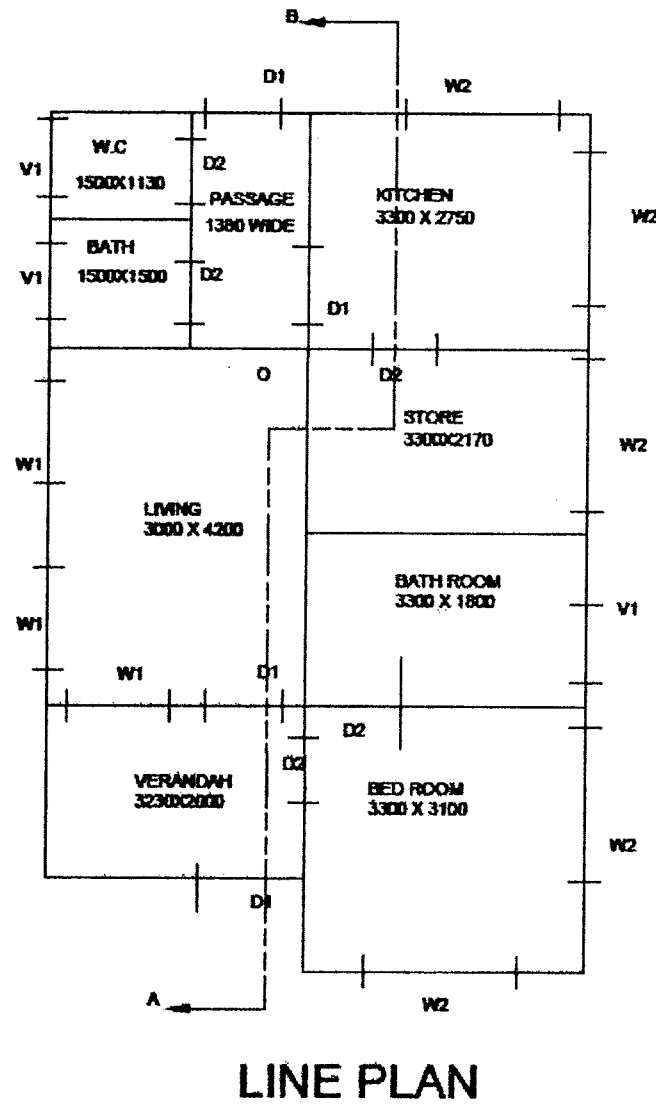 B
D1
W2
W.C
1500X1130
V1
D2
PASSAGE
1380 WIDE
KITCHEN
3300 X 2750
W2
BATH
1500X1500
V1
D2
D1
O
D2
STORE
3300X2170
W2
W1
LIVING
3000 X 4200
BATH ROOM
3300 X 1800
V1
W1
W1
D1
D2
D2
VERANDAH
3230X2000
BED ROOM
3300 X 3100
W2
D1
A
W2
LINE PLAN